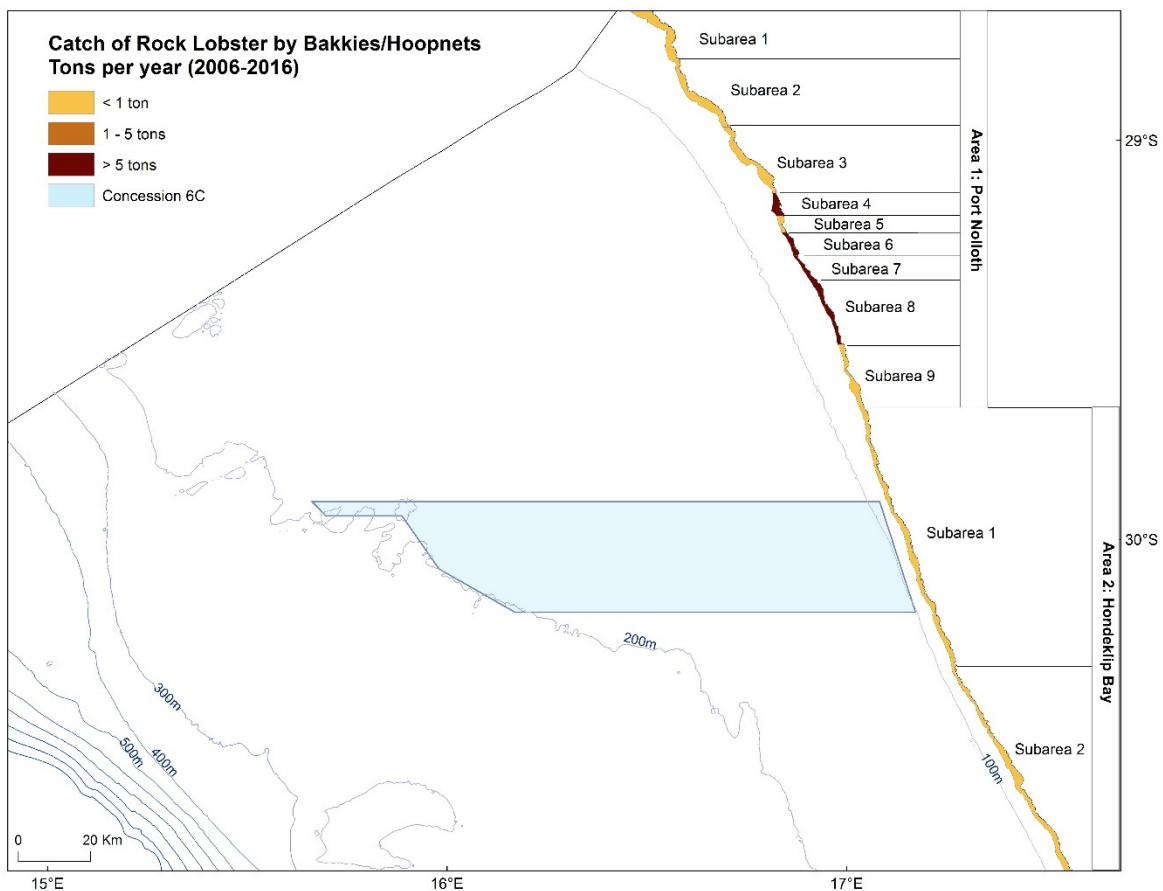 Catch of Rock Lobster by Bakkies/Hoopnets
Tons per year (2006-2016)
< 1 ton
1 - 5 tons
> 5 tons
Concession 6C
Subarea 1
Subarea 2
Subarea 3
Subarea 4
Subarea 5
Subarea 6
Subarea 7
Subarea 8
Subarea 9
Area 1: Port Nolloth
29°S
Subarea 1
30°S
Subarea 2
Area 2: Hondeklip Bay
200m
300m
400m
500m
100m
0 20 Km
15°E
16°E
17°E